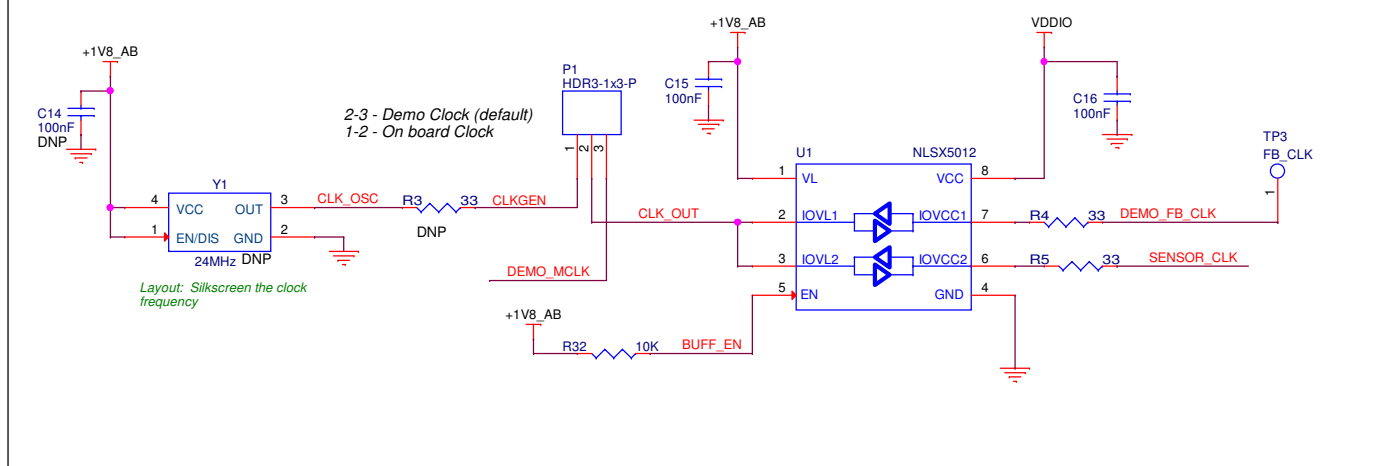 +1V8_AB
C14
100nF
DNP
Y1
4 VCC OUT 3
1 EN/DIS GND 2
24MHz DNP
Layout: Silkscreen the clock
frequency
CLK_OSC
R3 33
DNP
CLKGEN
2-3 - Demo Clock (default)
1-2 - On board Clock
P1
HDR3-1x3-P
1
2
3
DEMO_MCLK
CLK_OUT
+1V8_AB
R32 10K
BUFF_EN
+1V8_AB
C15
100nF
U1 NLSX5012
1 VL VCC 8
2 IOVL1 IOVCC1 7
3 IOVL2 IOVCC2 6
5 EN GND 4
VDDIO
C16
100nF
R4 33 DEMO_FB_CLK
R5 33 SENSOR_CLK
TP3
FB_CLK
1